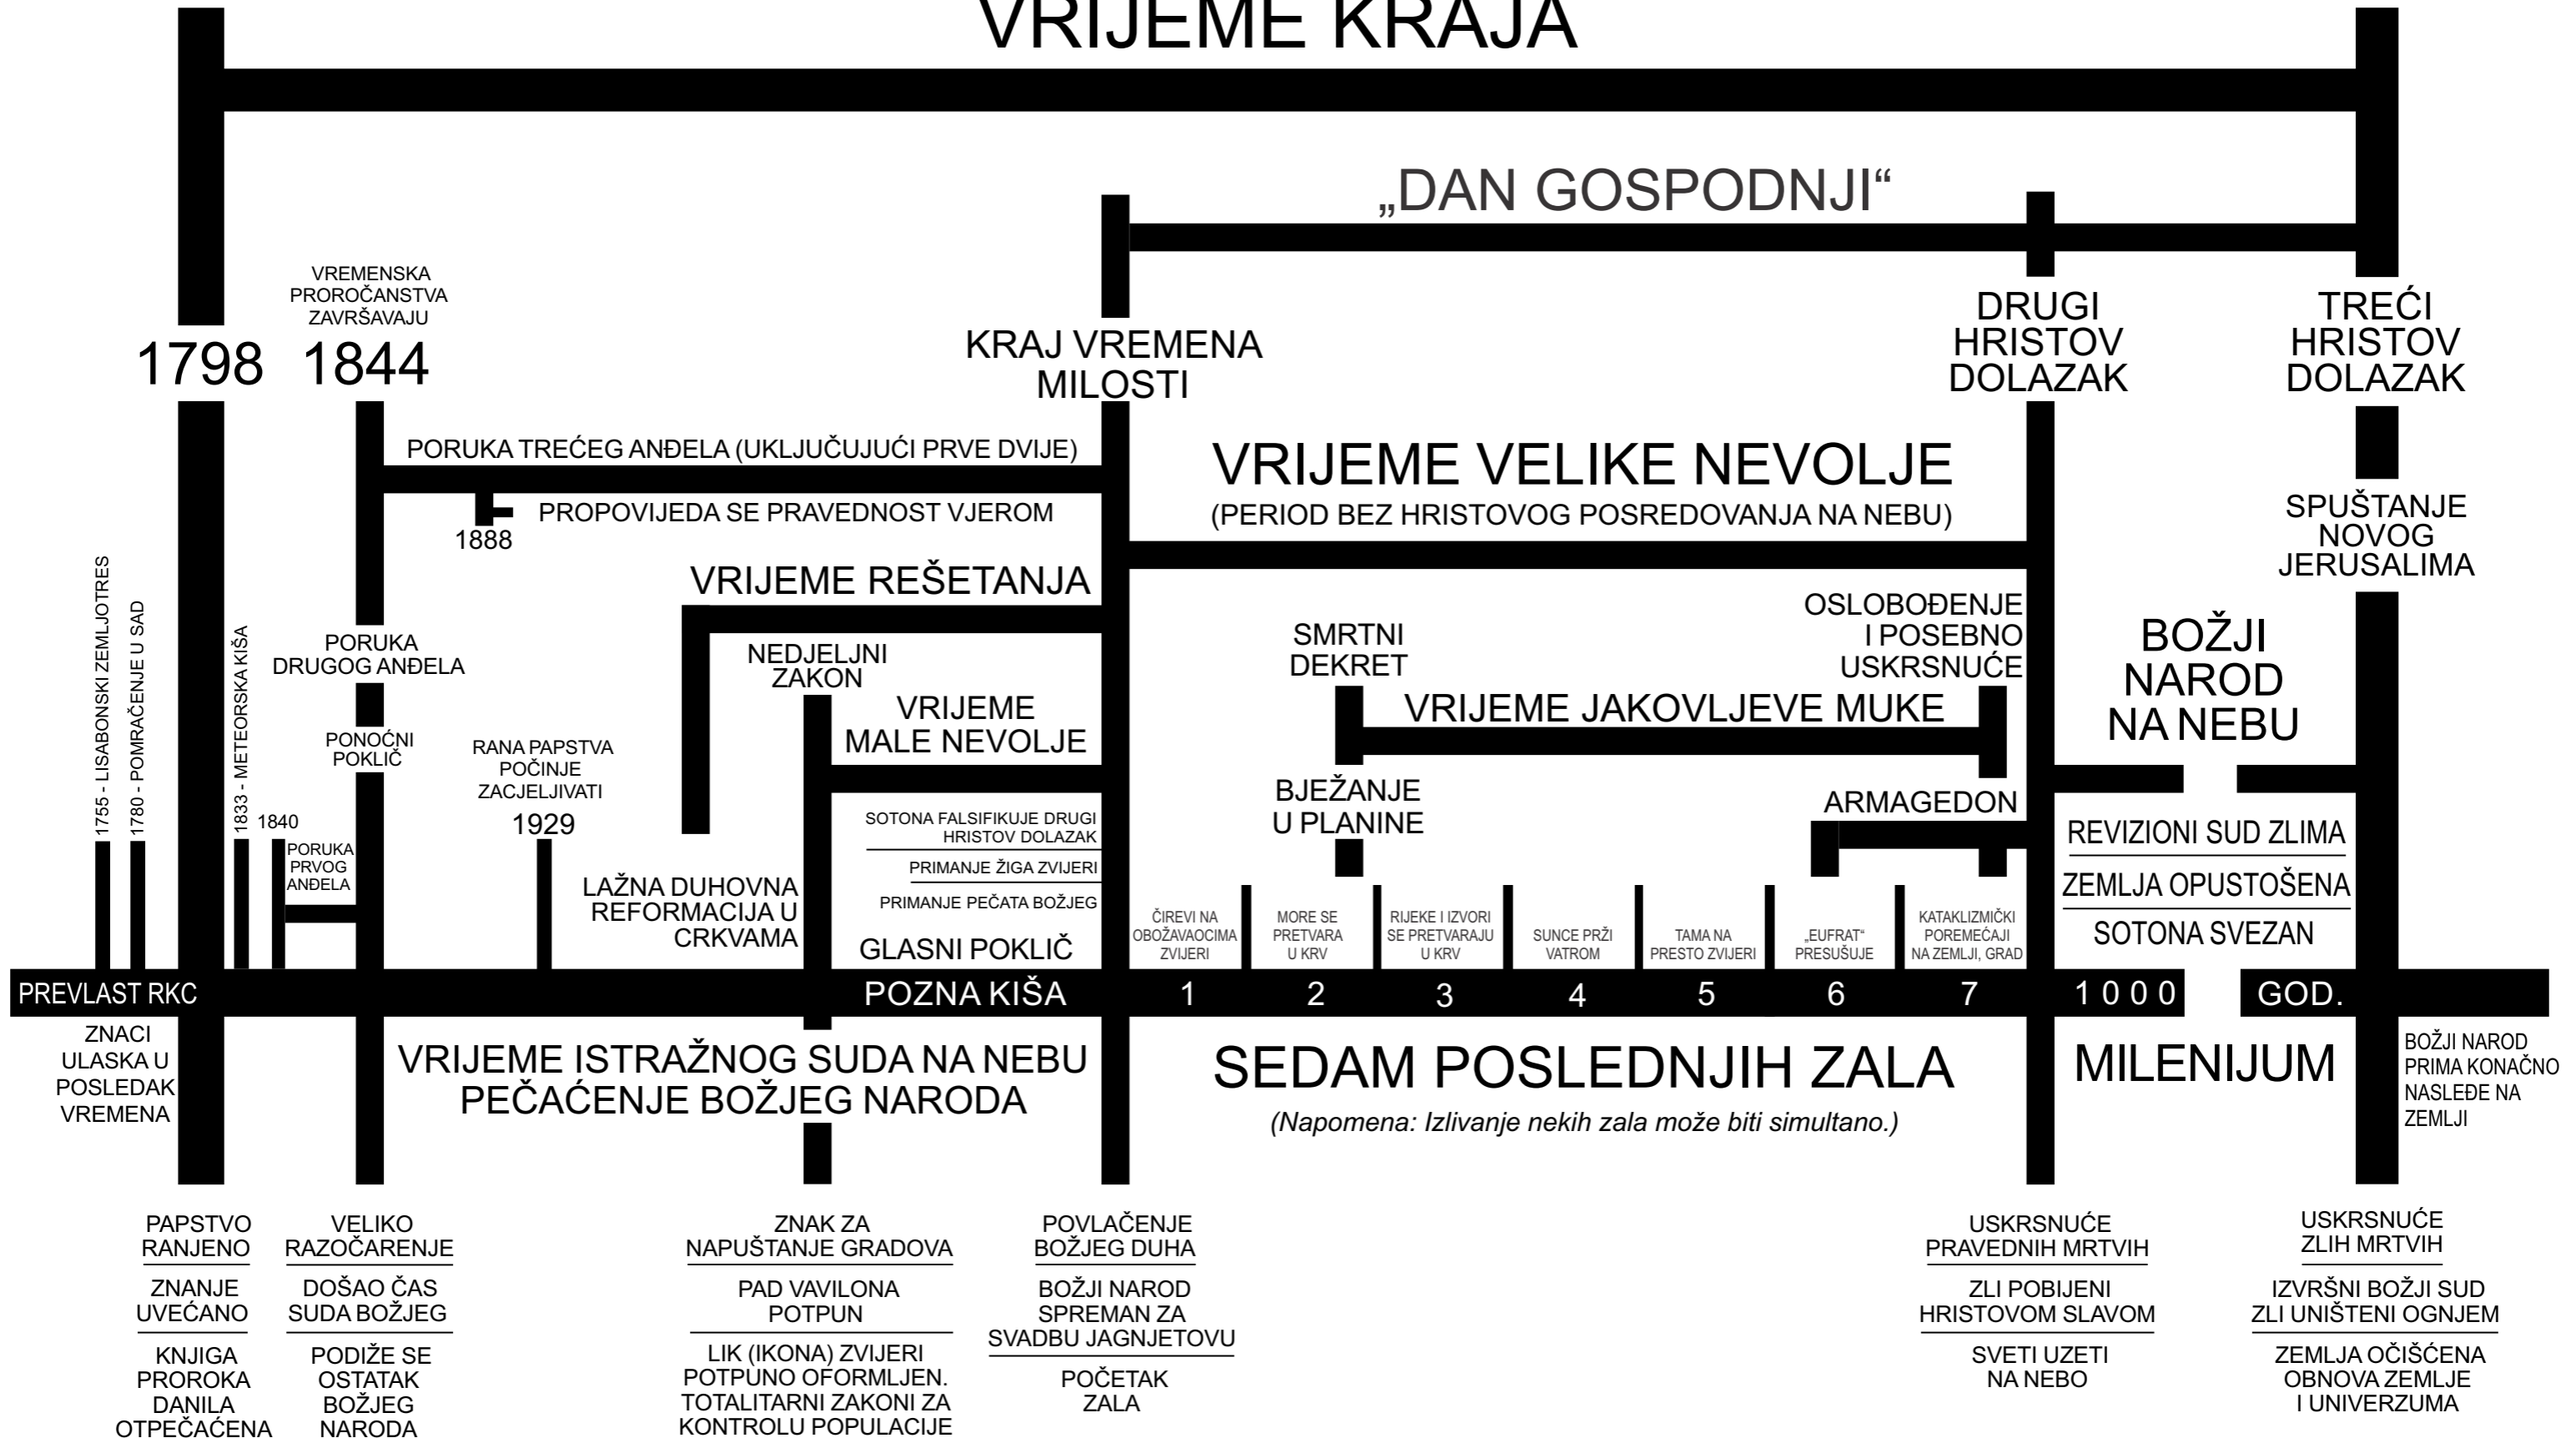 VRIJEME KRAJA
„DAN GOSPODNJI“
VREMENSKA
PROROČANSTVA
ZAVRŠAVAJU
1798
1844
KRAJ VREMENA
MILOSTI
DRUGI
HRISTOV
DOLAZAK
TREĆI
HRISTOV
DOLAZAK
PORUKA TREĆEG ANĐELA (UKLJUČUJUĆI PRVE DVIJE)
1888
PROPOVIJEDA SE PRAVEDNOST VJEROM
VRIJEME VELIKE NEVOLJE
(PERIOD BEZ HRISTOVOG POSREDOVANJA NA NEBU)
SPUŠTANJE
NOVOG
JERUSALIMA
VRIJEME REŠETANJA
1755 - LISABONSKI ZEMLJOTRES
1780 - POMRAČENJE U SAD
1833 - METEORSKA KIŠA
1840
PORUKA
PRVOG
ANĐELA
PORUKA
DRUGOG ANĐELA
PONOĆNI
POKLIČ
RANA PAPSTVA
POČINJE
ZACJELJIVATI
1929
NEDJELJNI
ZAKON
VRIJEME
MALE NEVOLJE
SOTONA FALSIFIKUJE DRUGI
HRISTOV DOLAZAK
PRIMANJE ŽIGA ZVIJERI
PRIMANJE PEČATA BOŽJEG
LAŽNA DUHOVNA
REFORMACIJA U
CRKVAMA
GLASNI POKLIČ
SMRTNI
DEKRET
OSLOBOĐENJE
I POSEBNO
USKRSNUĆE
VRIJEME JAKOVLJEVE MUKE
BJEŽANJE
U PLANINE
ARMAGEDON
BOŽJI
NAROD
NA NEBU
REVIZIONI SUD ZLIMA
ZEMLJA OPUSTOŠENA
SOTONA SVEZAN
ČIREVI NA
OBOŽAVAOCIMA
ZVIJERI
MORE SE
PRETVARA
U KRV
RIJEKE I IZVORI
SE PRETVARAJU
U KRV
SUNCE PRŽI
VATROM
TAMA NA
PRESTO ZVIJERI
„EUFRAT“
PRESUŠUJE
KATAKLIZMIČKI
POREMEĆAJI
NA ZEMLJI, GRAD
PREVLAST RKC
POZNA KIŠA
1
2
3
4
5
6
7
1 0 0 0
GOD.
ZNACI
ULASKA U
POSLEDAK
VREMENA
VRIJEME ISTRAŽNOG SUDA NA NEBU
PEČAĆENJE BOŽJEG NARODA
SEDAM POSLEDNJIH ZALA
(Napomena: Izlivanje nekih zala može biti simultano.)
MILENIJUM
BOŽJI NAROD
PRIMA KONAČNO
NASLEĐE NA
ZEMLJI
PAPSTVO
RANJENO
ZNANJE
UVEĆANO
KNJIGA
PROROKA
DANILA
OTPEČAĆENA
VELIKO
RAZOČARENJE
DOŠAO ČAS
SUDA BOŽJEG
PODIŽE SE
OSTATAK
BOŽJEG
NARODA
ZNAK ZA
NAPUŠTANJE GRADOVA
PAD VAVILONA
POTPUN
LIK (IKONA) ZVIJERI
POTPUNO OFORMLJEN.
TOTALITARNI ZAKONI ZA
KONTROLU POPULACIJE
POVLAČENJE
BOŽJEG DUHA
BOŽJI NAROD
SPREMAN ZA
SVADBU JAGNJETOVU
POČETAK
ZALA
USKRSNUĆE
PRAVEDNIH MRTVIH
ZLI POBIJENI
HRISTOVOM SLAVOM
SVETI UZETI
NA NEBO
USKRSNUĆE
ZLIH MRTVIH
IZVRŠNI BOŽJI SUD
ZLI UNIŠTENI OGNJEM
ZEMLJA OČIŠĆENA
OBNOVA ZEMLJE
I UNIVERZUMA